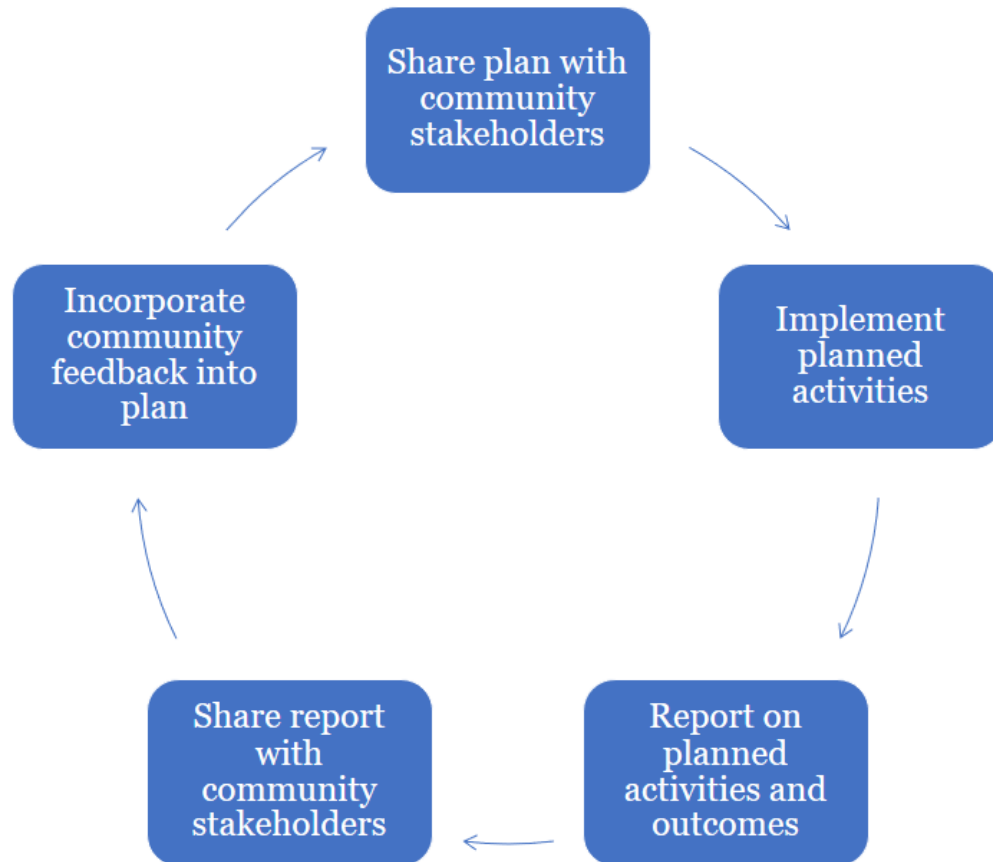 Share plan with
community
stakeholders
Implement
planned
activities
Report on
planned
activities and
outcomes
Share report
with
community
stakeholders
Incorporate
community
feedback into
plan